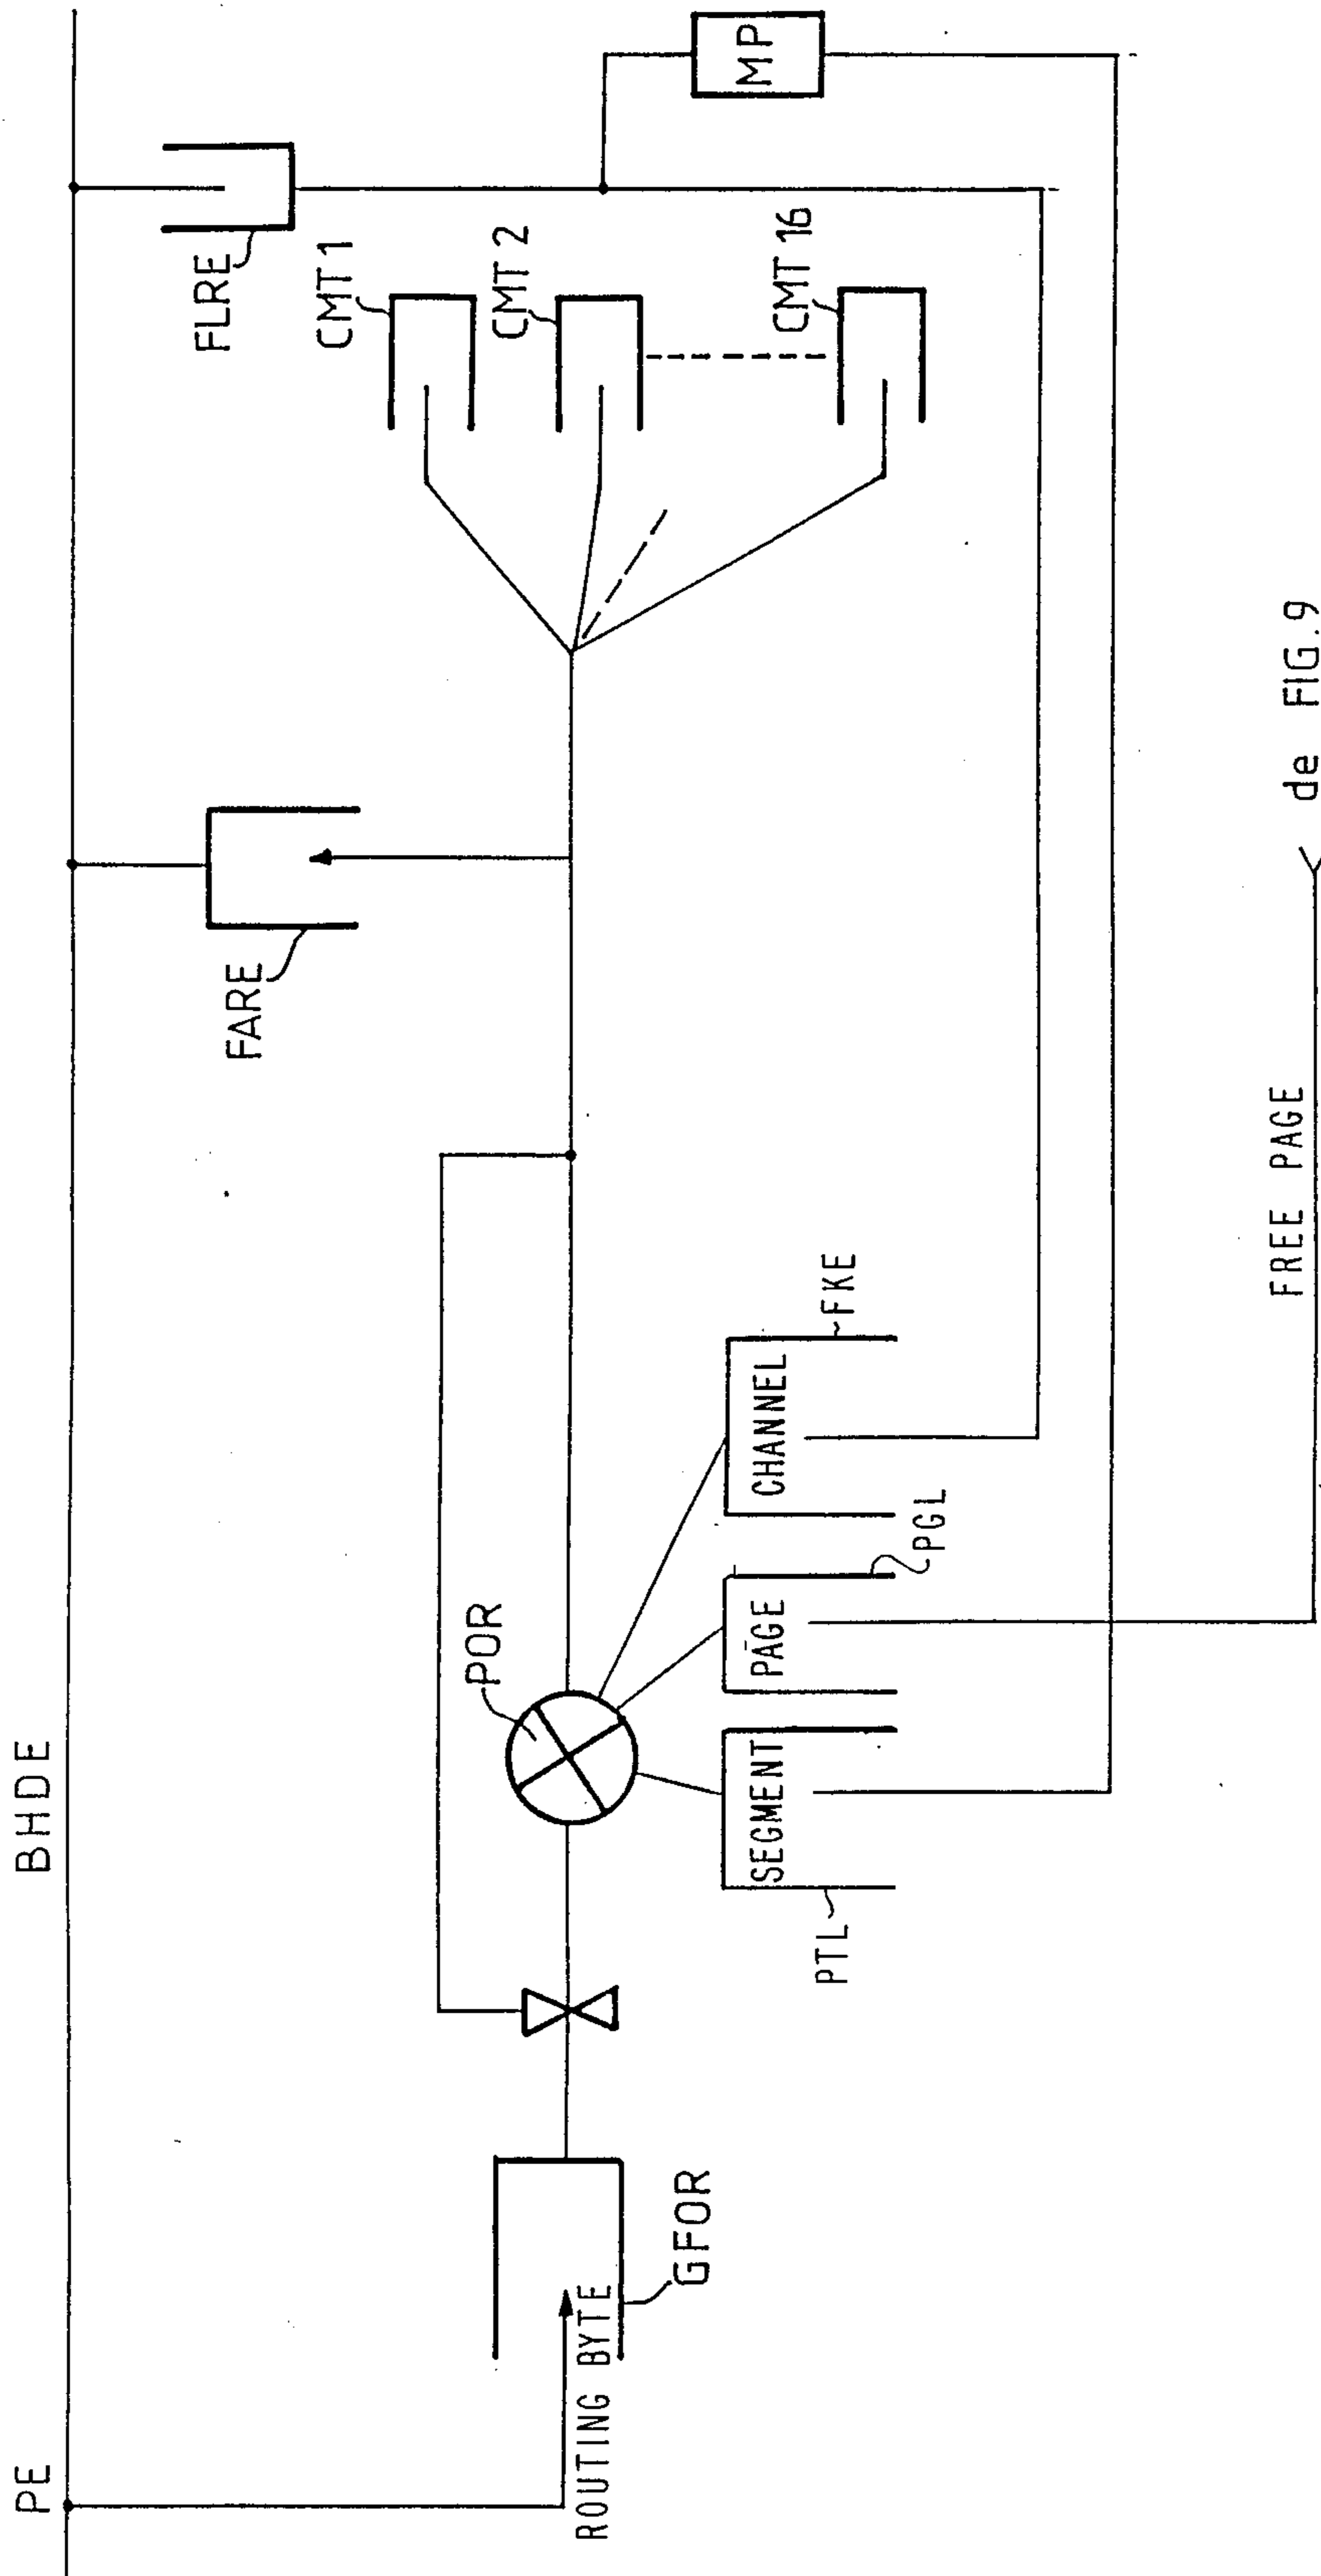 PE
BHDE
FARE
FLRE
CMT 1
CMT 2
CMT 16
MP
POR
ROUTING BYTE
GFOR
SEGMENT
PTL
PAGE
PGL
CHANNEL
FKE
FREE PAGE
de FIG.9